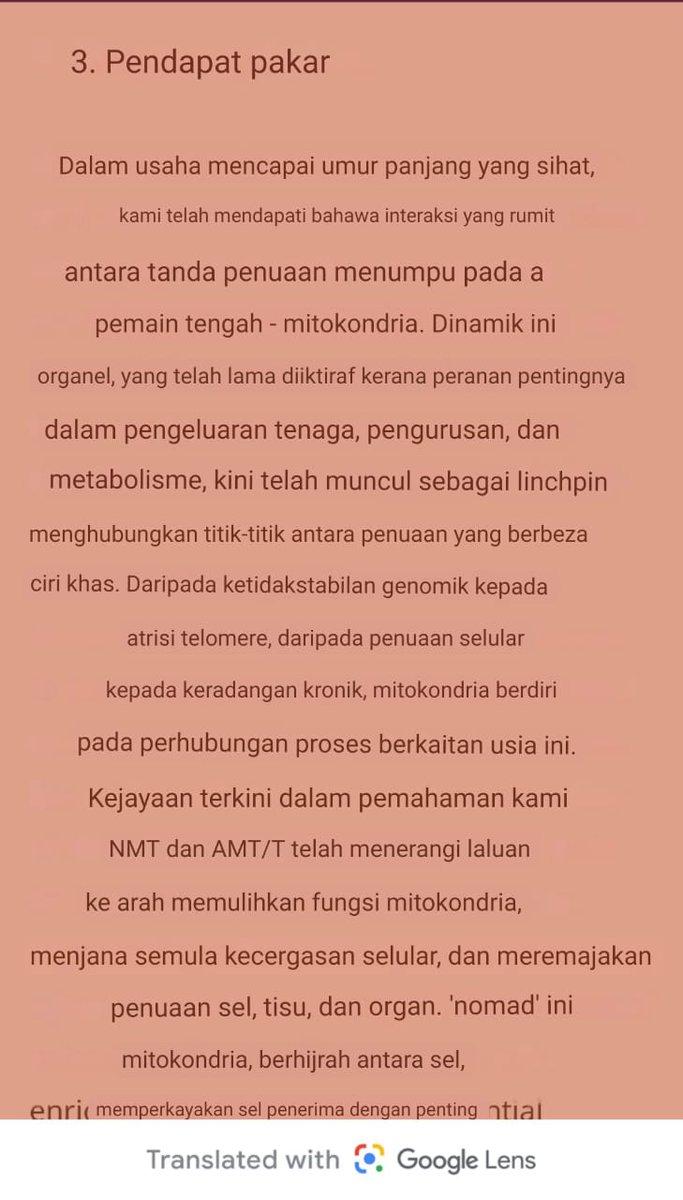 3. Pendapat pakar
Dalam usaha mencapai umur panjang yang sihat,
kami telah mendapati bahawa interaksi yang rumit
antara tanda penuaan menumpu pada a
pemain tengah - mitokondria. Dinamik ini
organel, yang telah lama diiktiraf kerana peranan pentingnya
dalam pengeluaran tenaga, pengurusan, dan
metabolisme, kini telah muncul sebagai linchpin
menghubungkan titik-titik antara penuaan yang berbeza
ciri khas. Daripada ketidakstabilan genomik kepada
atrisi telomere, daripada penuaan selular
kepada keradangan kronik, mitokondria berdiri
pada perhubungan proses berkaitan usia ini.
Kejayaan terkini dalam pemahaman kami
NMT dan AMT/T telah menerangi laluan
ke arah memulihkan fungsi mitokondria,
menjana semula kecergasan selular, dan meremajakan
penuaan sel, tisu, dan organ. 'nomad' ini
mitokondria, berhijrah antara sel,
memperkayakan sel penerima dengan penting
Translated with Google Lens